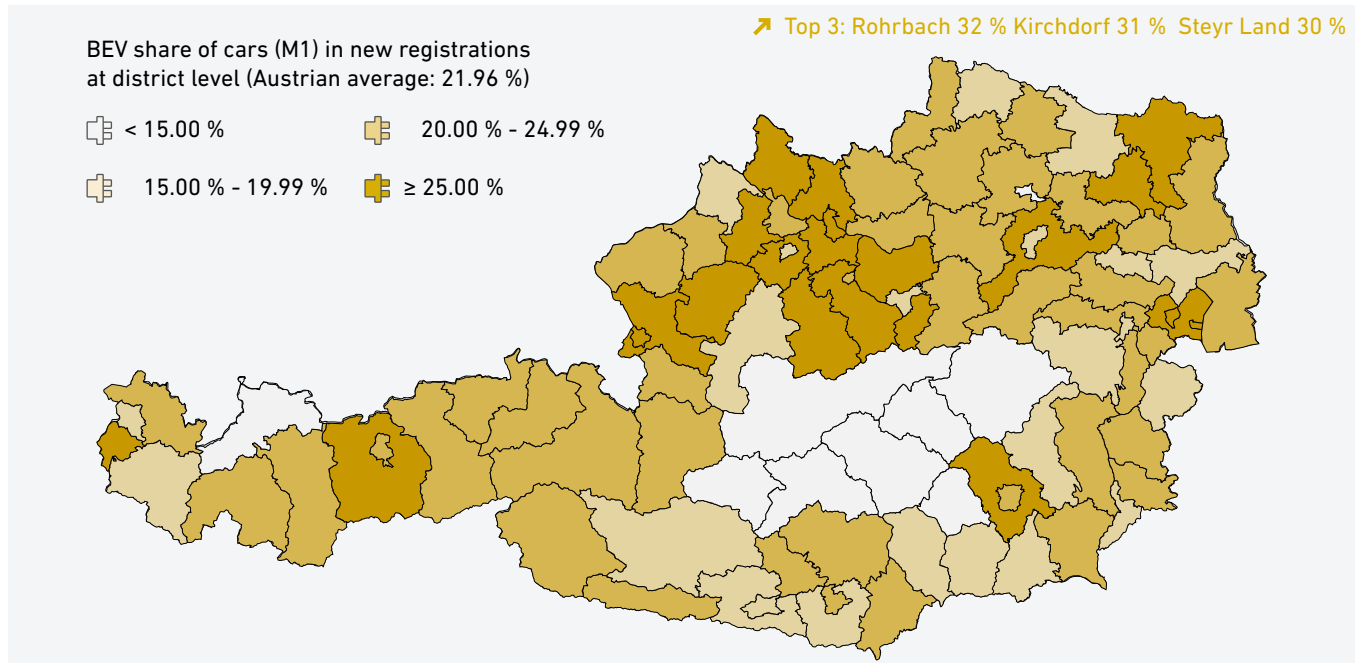 ↗ Top 3: Rohrbach 32 % Kirchdorf 31 % Steyr Land 30 %
BEV share of cars (M1) in new registrations
at district level (Austrian average: 21.96 %)
< 15.00 %
20.00 % - 24.99 %
15.00 % - 19.99 %
≥ 25.00 %